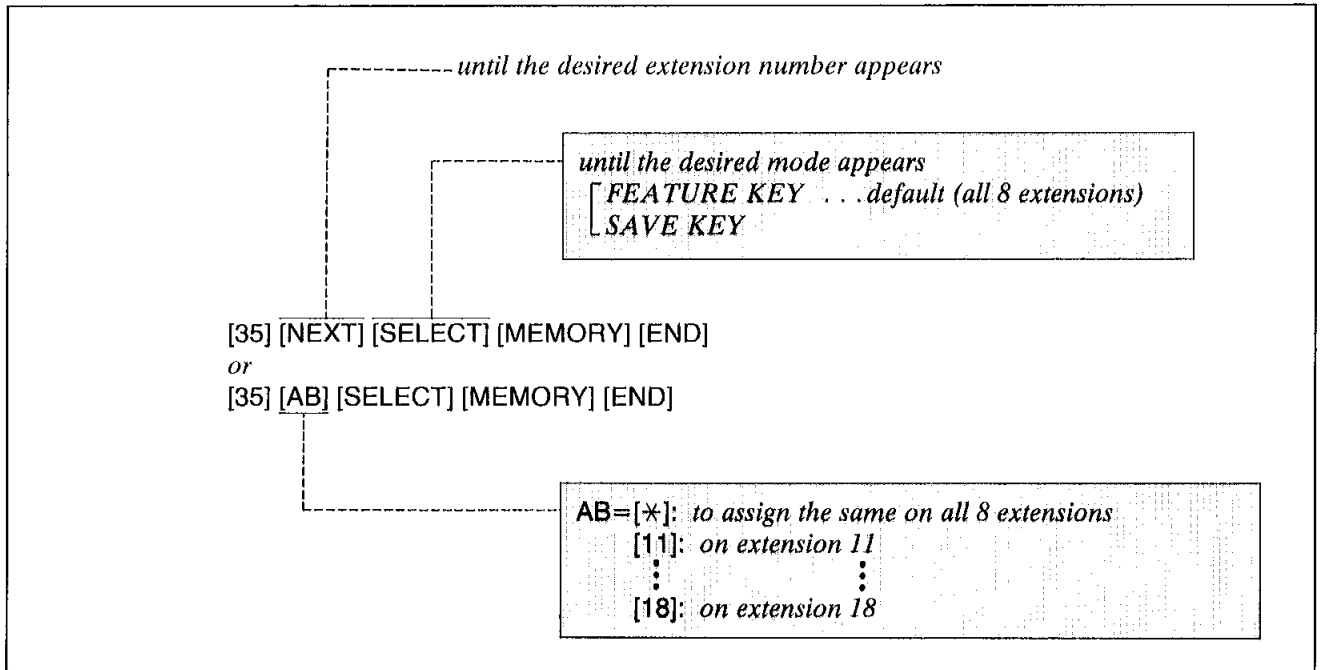 until the desired extension number appears
until the desired mode appears
FEATURE KEY ...default (all 8 extensions)
SAVE KEY
[35] [NEXT] [SELECT] [MEMORY] [END]
or
[35] [AB] [SELECT] [MEMORY] [END]
AB=[*]: to assign the same on all 8 extensions
[11]: on extension 11
[18]: on extension 18